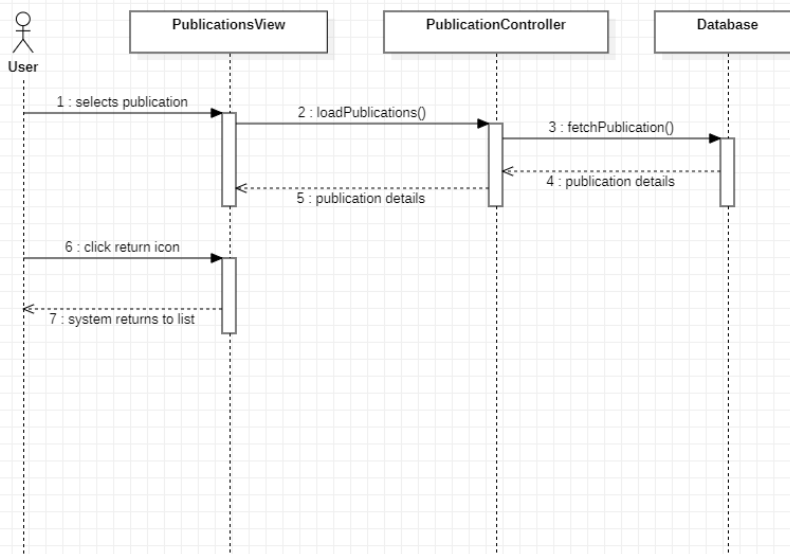 PublicationsView
PublicationController
Database
User
1 : selects publication
2 : loadPublications()
3 : fetchPublication()
4 : publication details
5 : publication details
6 : click return icon
7 : system returns to list